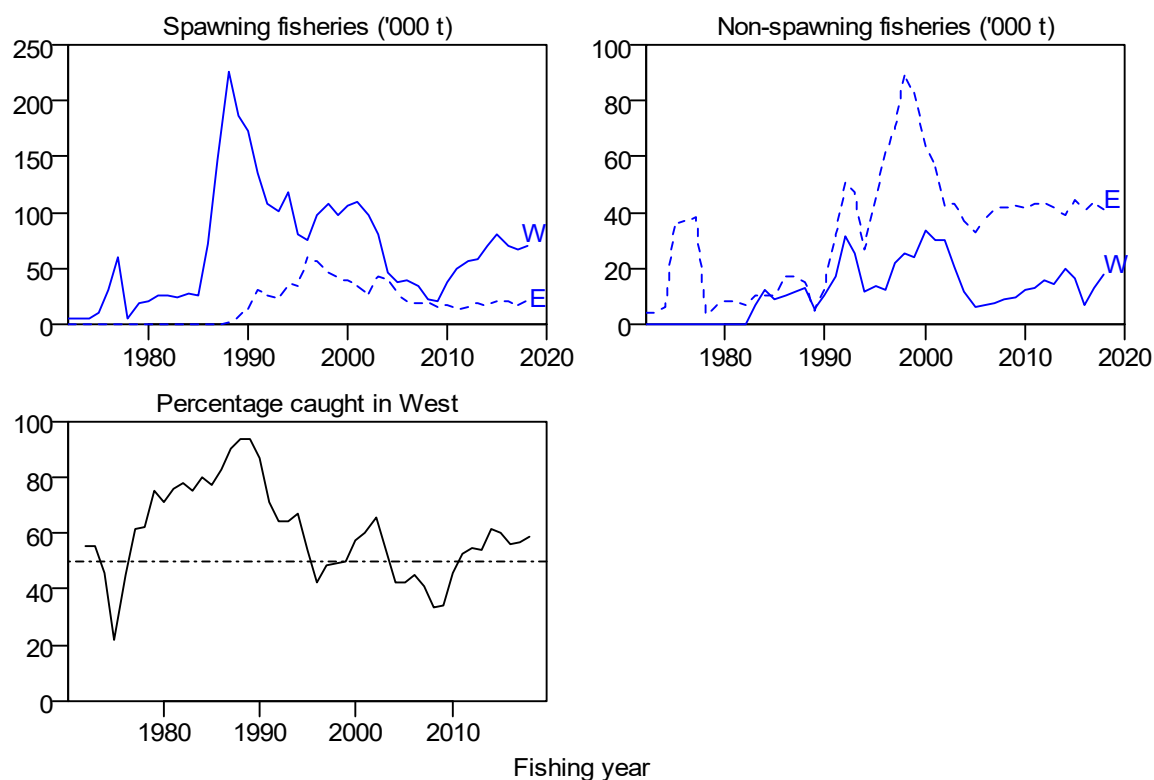 Spawning fisheries ('000 t)
250
200
150
100
50
0
W
E
1980 1990 2000 2010 2020
Non-spawning fisheries ('000 t)
100
80
60
40
20
0
E
W
1980 1990 2000 2010 2020
Percentage caught in West
100
80
60
40
20
0
1980 1990 2000 2010
Fishing year